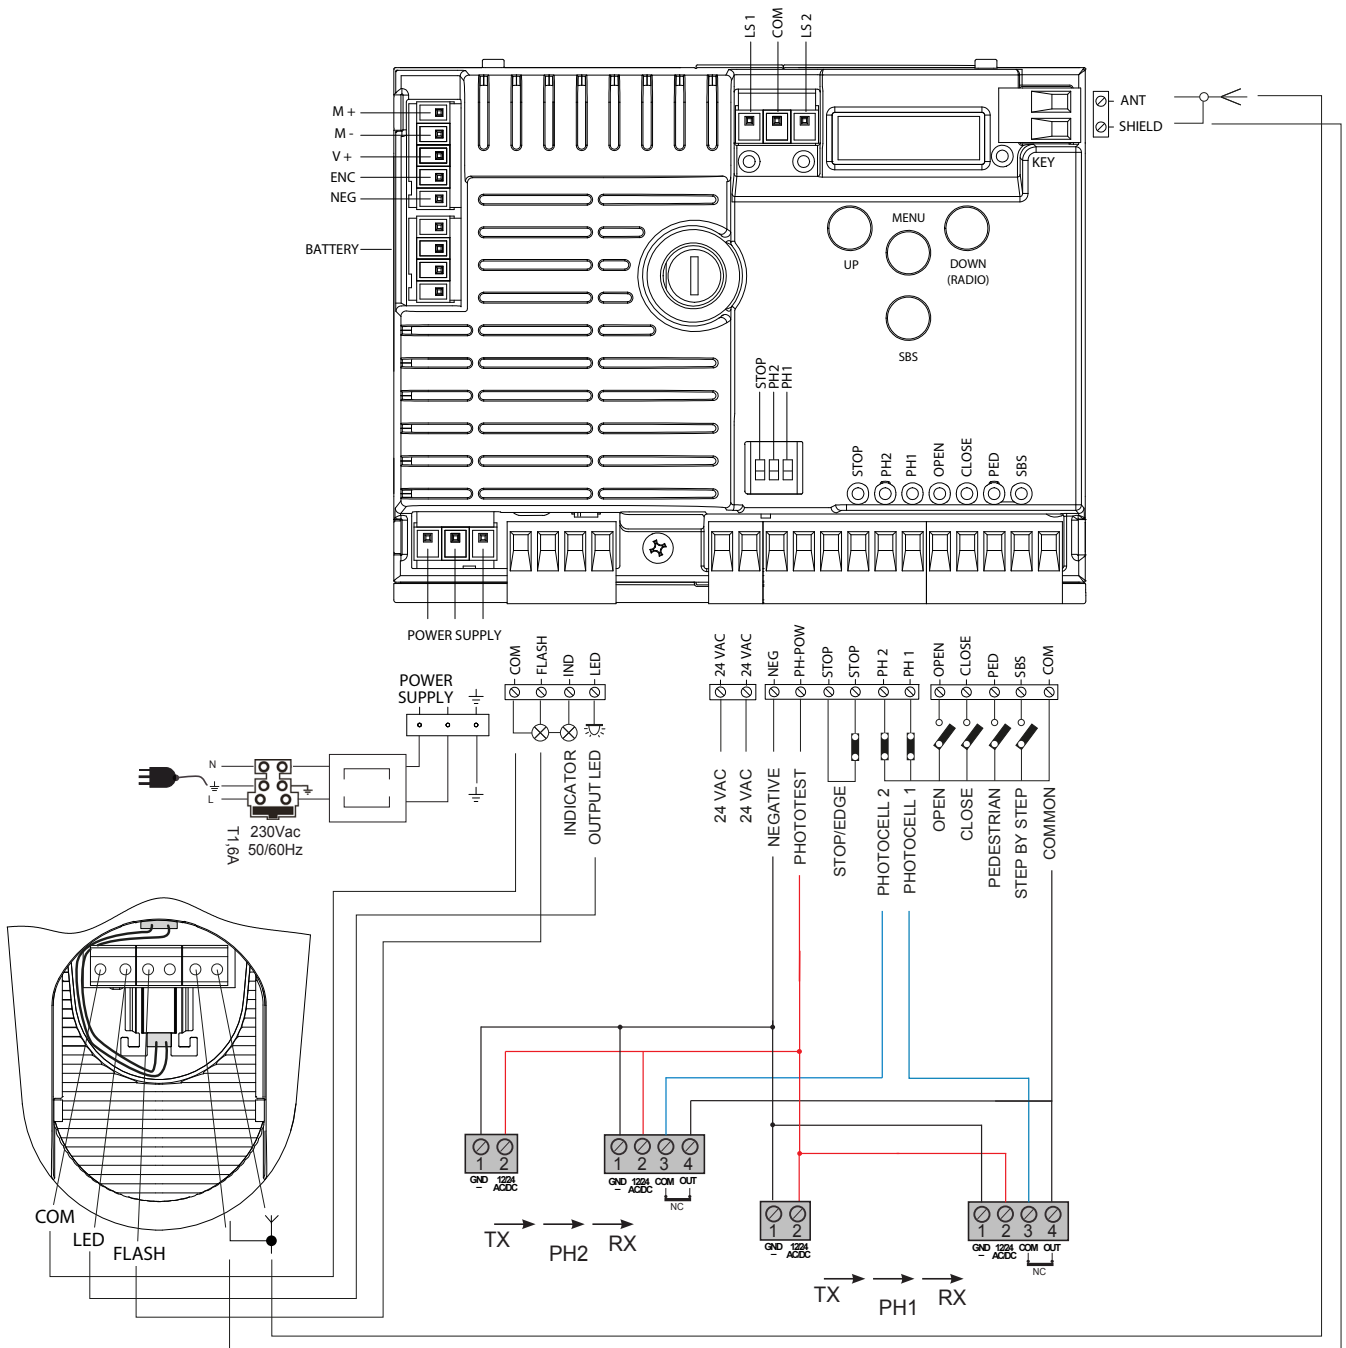 LS 1
COM
LS 2
M +
M -
V +
ENC
NEG
BATTERY
ANT
SHIELD
KEY
MENU
UP
DOWN
(RADIO)
SBS
STOP
PH2
PH1
STOP
PH2
PH1
OPEN
CLOSE
PED
SBS
POWER SUPPLY
COM
FLASH
IND
LED
24 VAC
24 VAC
NEG
PH-POW
STOP
STOP
PH 2
PH 1
OPEN
CLOSE
PED
SBS
COM
POWER
SUPPLY
N
L
T1,6A
230Vac
50/60Hz
INDICATOR
OUTPUT LED
24 VAC
24 VAC
NEGATIVE
PHOTOTEST
STOP/EDGE
PHOTOCELL 2
PHOTOCELL 1
OPEN
CLOSE
PEDESTRIAN
STEP BY STEP
COMMON
COM
LED
FLASH
1 2
GND
–
12/24
AC/DC
1 2 3 4
GND
–
12/24
AC/DC
COM OUT
NC
TX
PH2
RX
1 2
GND
–
12/24
AC/DC
1 2 3 4
GND
–
12/24
AC/DC
COM OUT
NC
TX
PH1
RX